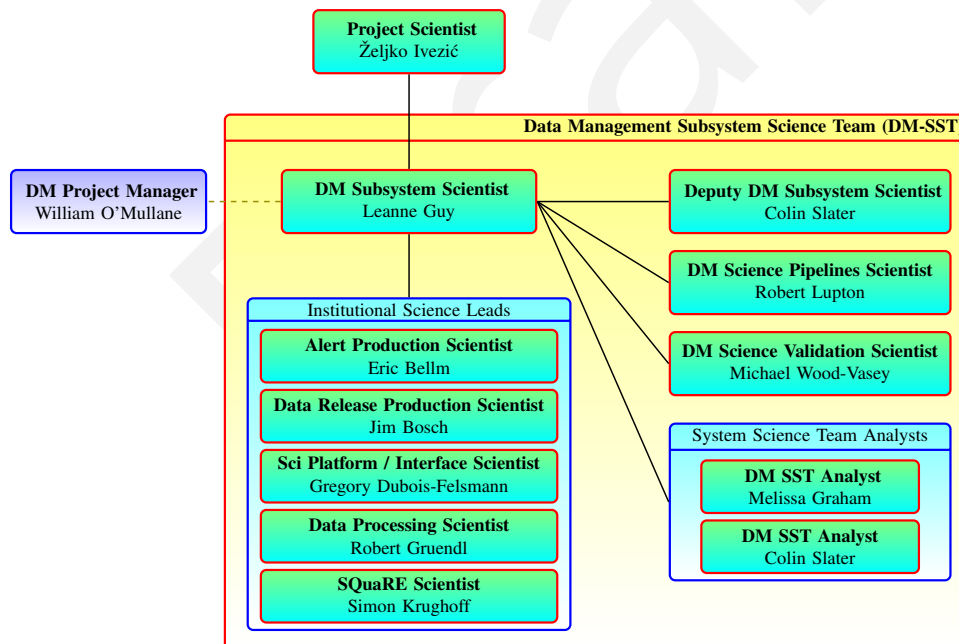 Project Scientist
Željko Ivezić
Data Management Subsystem Science Team (DM-SST)
DM Project Manager
William O'Mullane
DM Subsystem Scientist
Leanne Guy
Deputy DM Subsystem Scientist
Colin Slater
DM Science Pipelines Scientist
Robert Lupton
DM Science Validation Scientist
Michael Wood-Vasey
Institutional Science Leads
Alert Production Scientist
Eric Bellm
Data Release Production Scientist
Jim Bosch
Sci Platform / Interface Scientist
Gregory Dubois-Felsmann
Data Processing Scientist
Robert Gruendl
SQuaRE Scientist
Simon Krughoff
System Science Team Analysts
DM SST Analyst
Melissa Graham
DM SST Analyst
Colin Slater